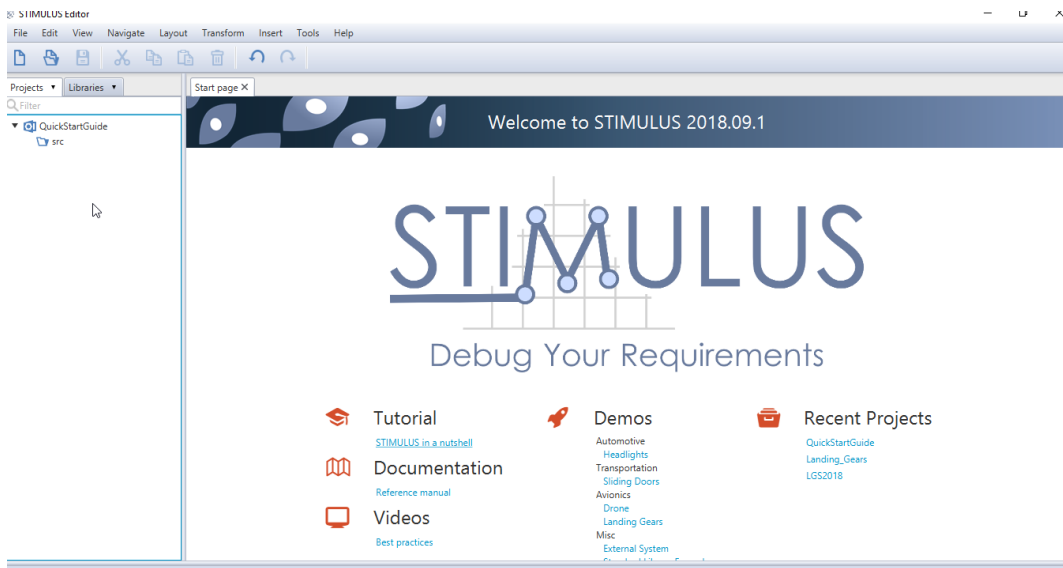 STIMULUS Editor
File Edit View Navigate Layout Transform Insert Tools Help
Projects Libraries
Start page
Filter
QuickStartGuide
src
Welcome to STIMULUS 2018.09.1
STIMULUS
Debug Your Requirements
Tutorial
STIMULUS in a nutshell
Documentation
Reference manual
Videos
Best practices
Demos
Automotive
Headlights
Transportation
Sliding Doors
Avionics
Drone
Landing Gears
Misc
External System
Recent Projects
QuickStartGuide
Landing_Gears
LGS2018